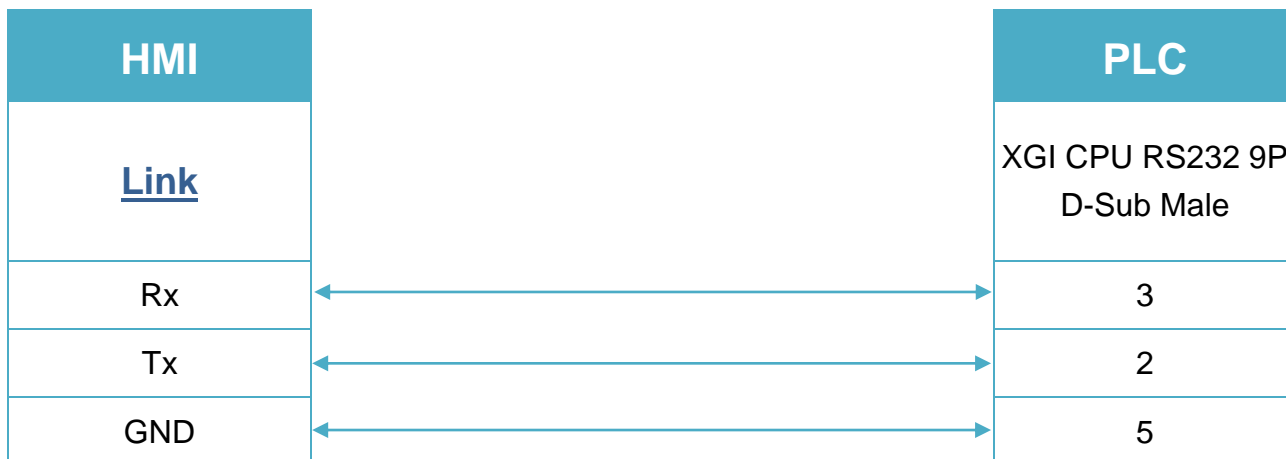 HMI PLC
Link XGI CPU RS232 9P
D-Sub Male
Rx 3
Tx 2
GND 5